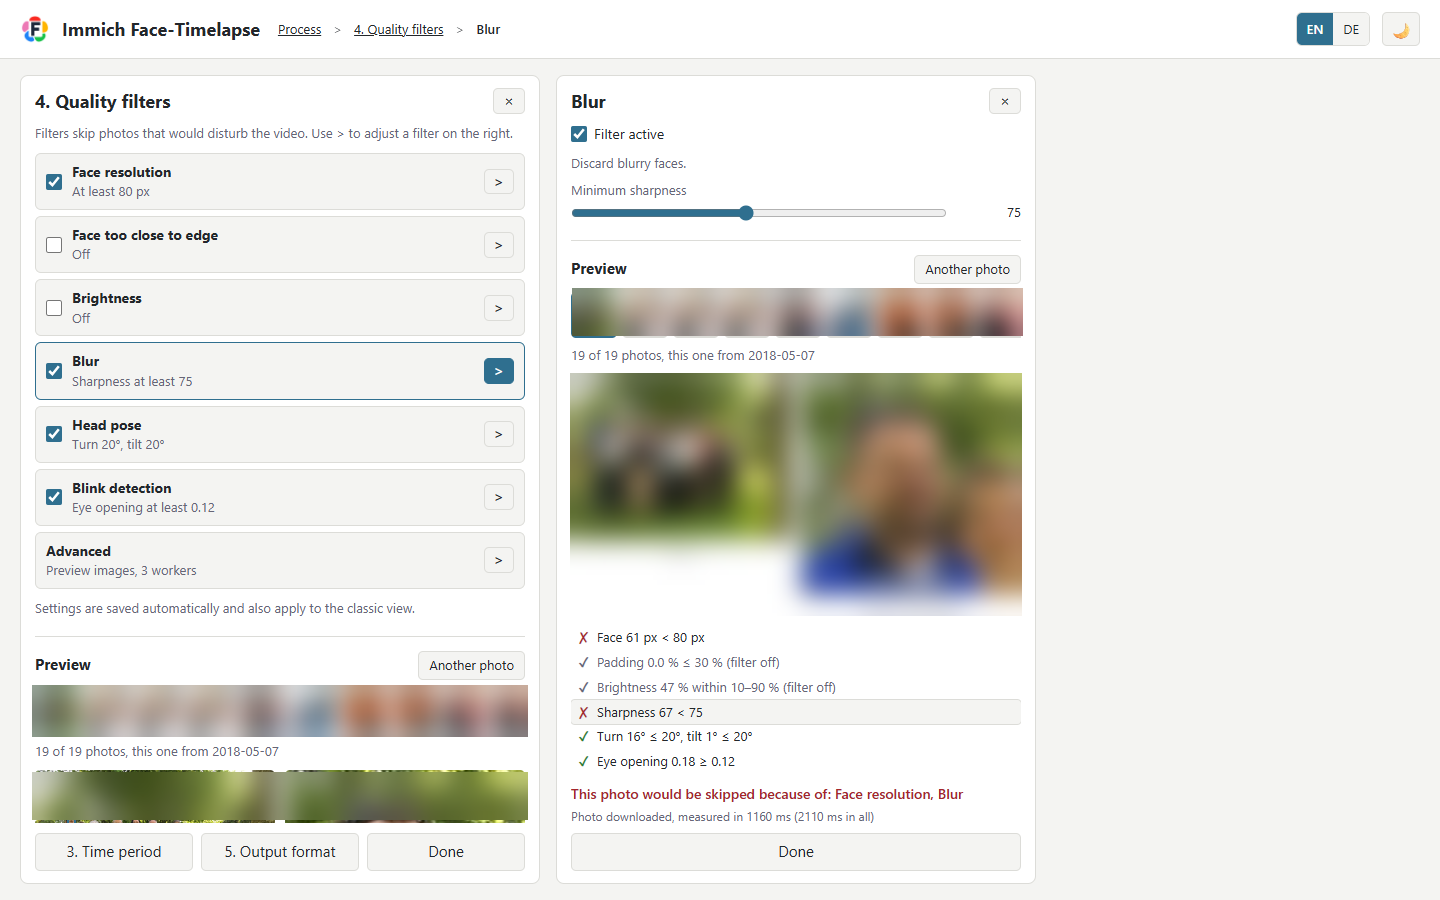 F
Immich Face-Timelapse
Process > 4. Quality filters > Blur
EN DE
4. Quality filters
×
Filters skip photos that would disturb the video. Use > to adjust a filter on the right.
Face resolution
At least 80 px
>
Face too close to edge
Off
>
Brightness
Off
>
Blur
Sharpness at least 75
>
Head pose
Turn 20°, tilt 20°
>
Blink detection
Eye opening at least 0.12
>
Advanced
Preview images, 3 workers
>
Settings are saved automatically and also apply to the classic view.
Preview
Another photo
19 of 19 photos, this one from 2018-05-07
3. Time period
5. Output format
Done
Blur
×
Filter active
Discard blurry faces.
Minimum sharpness
75
Preview
Another photo
19 of 19 photos, this one from 2018-05-07
✗ Face 61 px < 80 px
✓ Padding 0.0 % ≤ 30 % (filter off)
✓ Brightness 47 % within 10–90 % (filter off)
✗ Sharpness 67 < 75
✓ Turn 16° ≤ 20°, tilt 1° ≤ 20°
✓ Eye opening 0.18 ≥ 0.12
This photo would be skipped because of: Face resolution, Blur
Photo downloaded, measured in 1160 ms (2110 ms in all)
Done